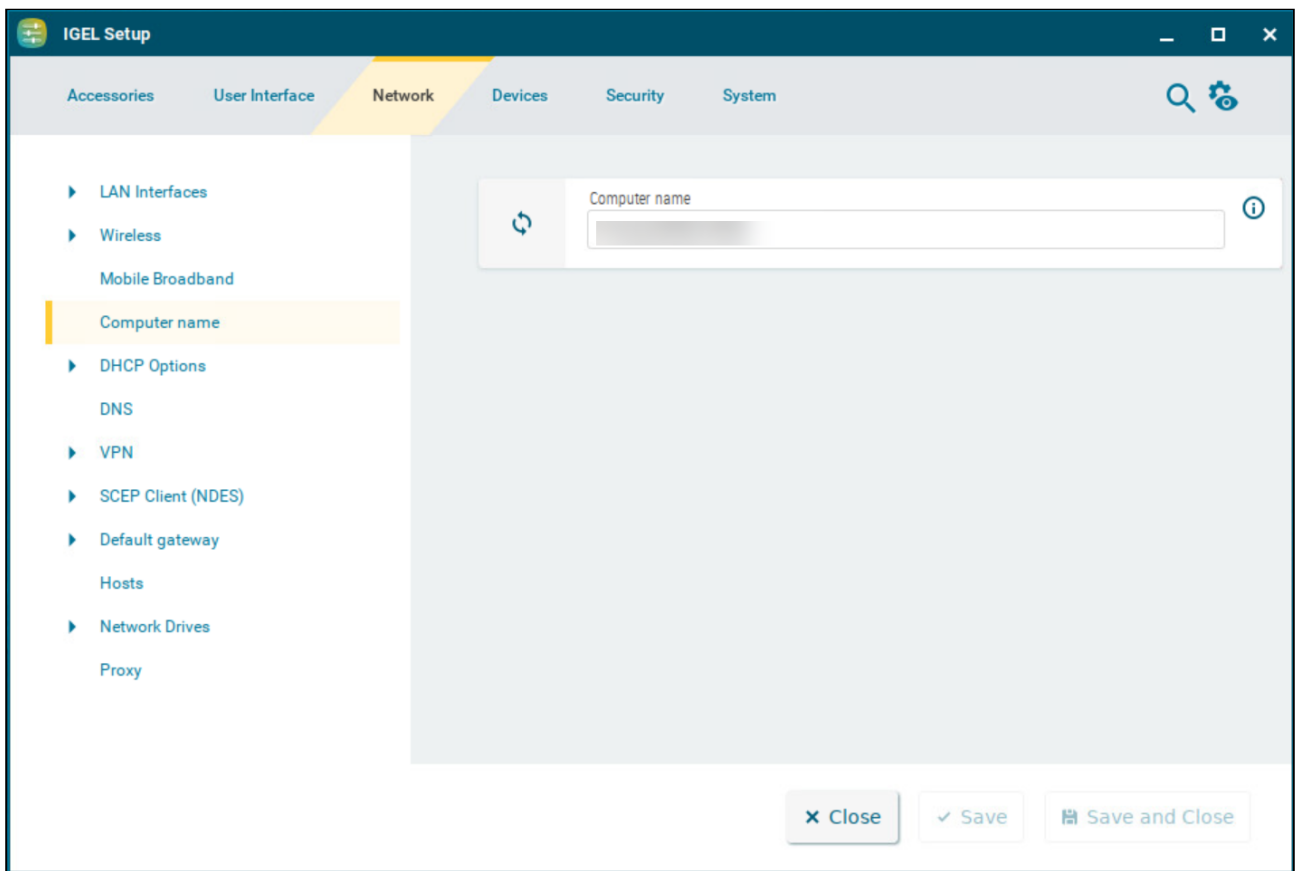 IGEL Setup
Accessories User Interface Network Devices Security System
LAN Interfaces
Wireless
Mobile Broadband
Computer name
DHCP Options
DNS
VPN
SCEP Client (NDES)
Default gateway
Hosts
Network Drives
Proxy
Computer name
Close Save Save and Close